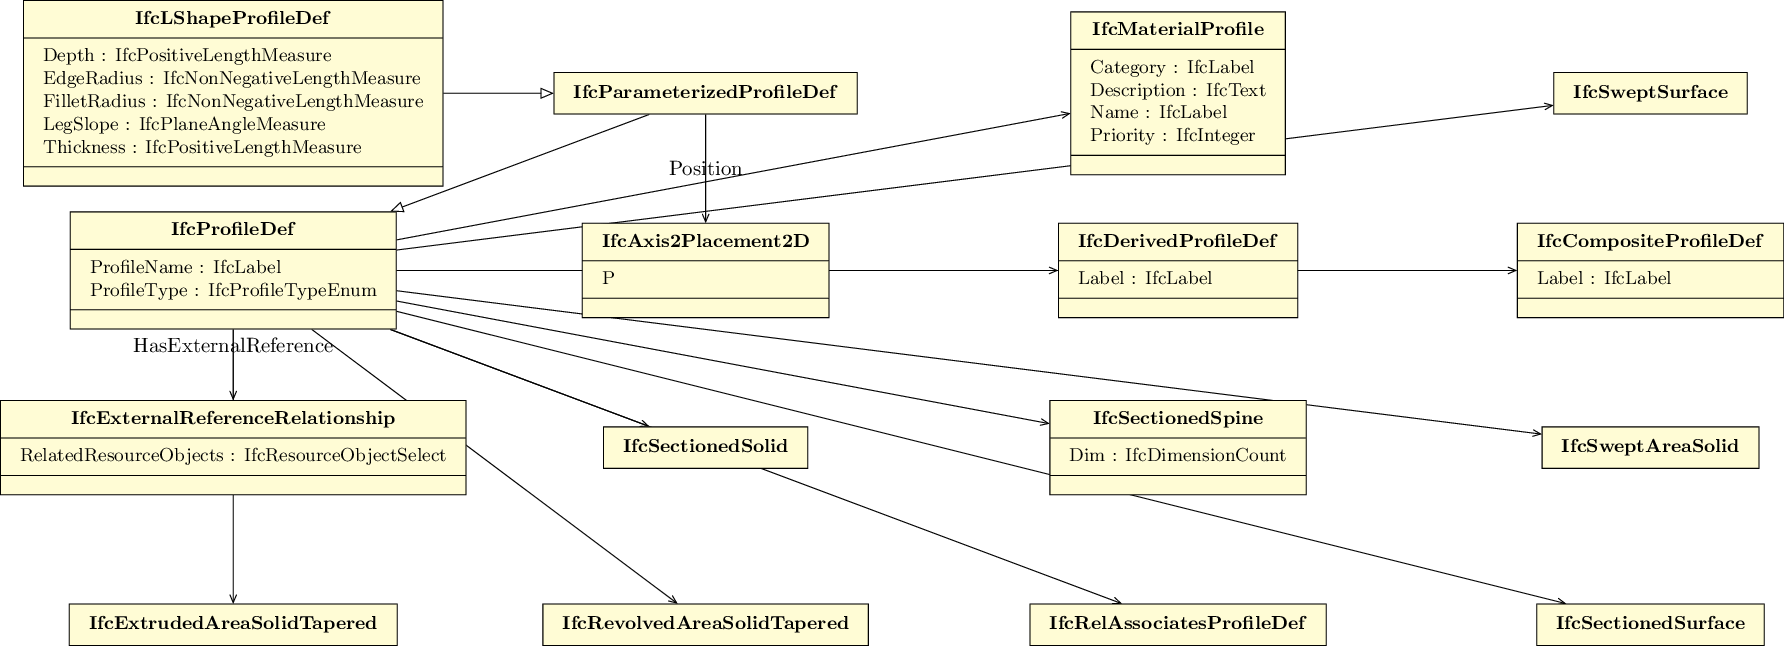 IfcLShapeProfileDef
Depth : IfcPositiveLengthMeasure
EdgeRadius : IfcNonNegativeLengthMeasure
FilletRadius : IfcNonNegativeLengthMeasure
LegSlope : IfcPlaneAngleMeasure
Thickness : IfcPositiveLengthMeasure
IfcParameterizedProfileDef
IfcMaterialProfile
Category : IfcLabel
Description : IfcText
Name : IfcLabel
Priority : IfcInteger
IfcSweptSurface
Position
IfcProfileDef
ProfileName : IfcLabel
ProfileType : IfcProfileTypeEnum
IfcAxis2Placement2D
P
IfcDerivedProfileDef
Label : IfcLabel
IfcCompositeProfileDef
Label : IfcLabel
HasExternalReference
IfcExternalReferenceRelationship
RelatedResourceObjects : IfcResourceObjectSelect
IfcSectionedSolid
IfcSectionedSpine
Dim : IfcDimensionCount
IfcSweptAreaSolid
IfcExtrudedAreaSolidTapered
IfcRevolvedAreaSolidTapered
IfcRelAssociatesProfileDef
IfcSectionedSurface